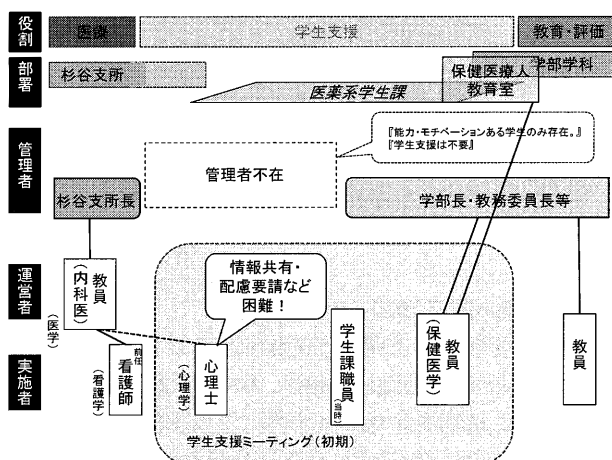 役割
医療
学生支援
教育・評価
部署
杉谷支所
医薬系学生課
保健医療人
教育室
学部学科
管理者
『能力・モチベーションある学生のみ存在。』
『学生支援は不要』
管理者不在
杉谷支所長
学部長・教務委員長等
運営者
教員
(内科医)
(医学)
情報共有・
配慮要請など
困難！
実施者
前任
看護師
(看護学)
心理士
(心理学)
学生課職員
(当時)
教員
(保健医学)
教員
学生支援ミーティング(初期)